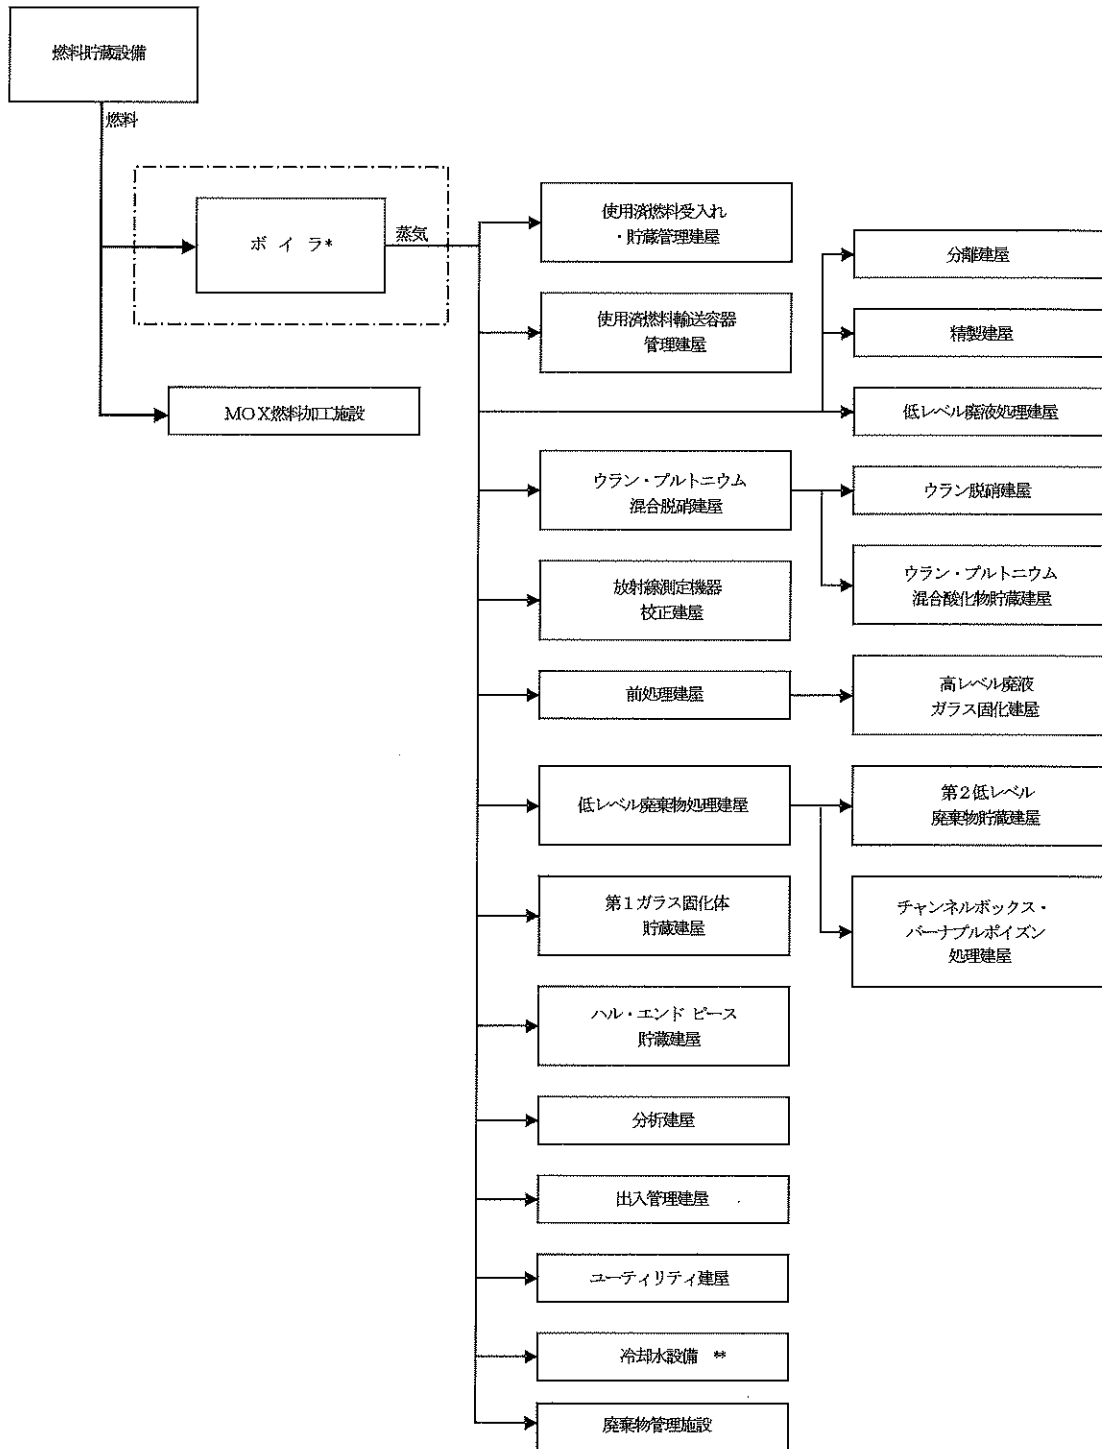 燃料貯蔵設備
燃料
ボイラ*
蒸気
MOX燃料加工施設
使用済燃料受入れ
・貯蔵管理建屋
使用済燃料輸送容器
管理建屋
分離建屋
精製建屋
低レベル廃液処理建屋
ウラン・プルトニウム
混合脱硝建屋
ウラン脱硝建屋
ウラン・プルトニウム
混合酸化物貯蔵建屋
放射線測定機器
校正建屋
前処理建屋
高レベル廃液
ガラス固化建屋
低レベル廃棄物処理建屋
第2低レベル
廃棄物貯蔵建屋
チャンネルボックス・
バーナブルポイズン
処理建屋
第1ガラス固化体
貯蔵建屋
ハル・エンド ピース
貯蔵建屋
分析建屋
出入管理建屋
ユーティリティ建屋
冷却水設備 **
廃棄物管理施設